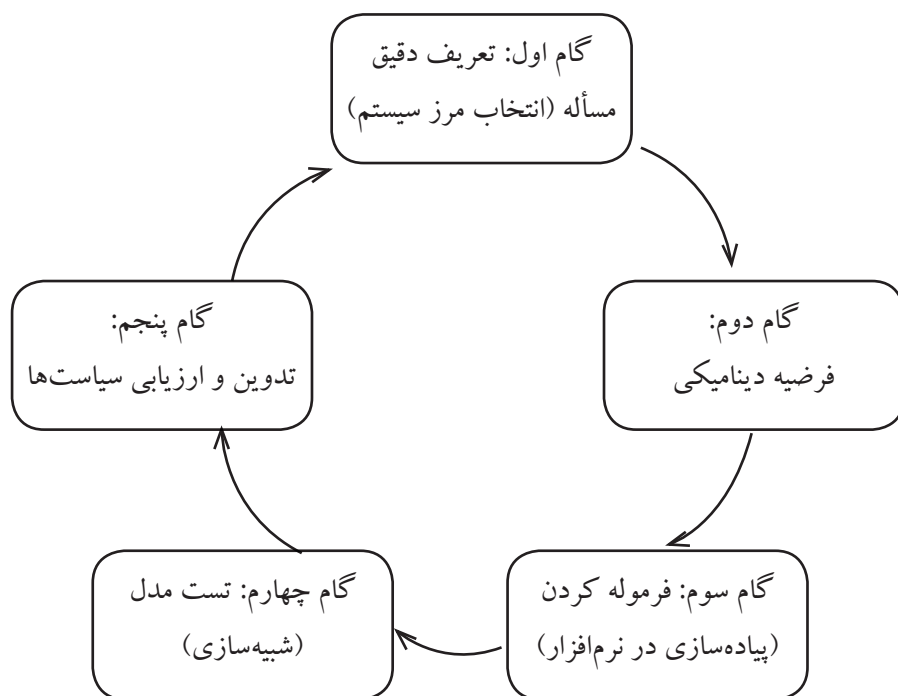 گام اول: تعریف دقیق
مسأله (انتخاب مرز سیستم)
گام دوم:
فرضیه دینامیکی
گام سوم: فرموله کردن
(پیاده‌سازی در نرم‌افزار)
گام چهارم: تست مدل
(شبیه‌سازی)
گام پنجم:
تدوین و ارزیابی سیاست‌ها